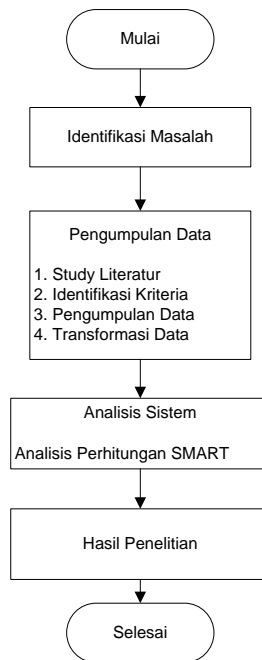 Mulai
Identifikasi Masalah
Pengumpulan Data
1. Study Literatur
2. Identifikasi Kriteria
3. Pengumpulan Data
4. Transformasi Data
Analisis Sistem
Analisis Perhitungan SMART
Hasil Penelitian
Selesai